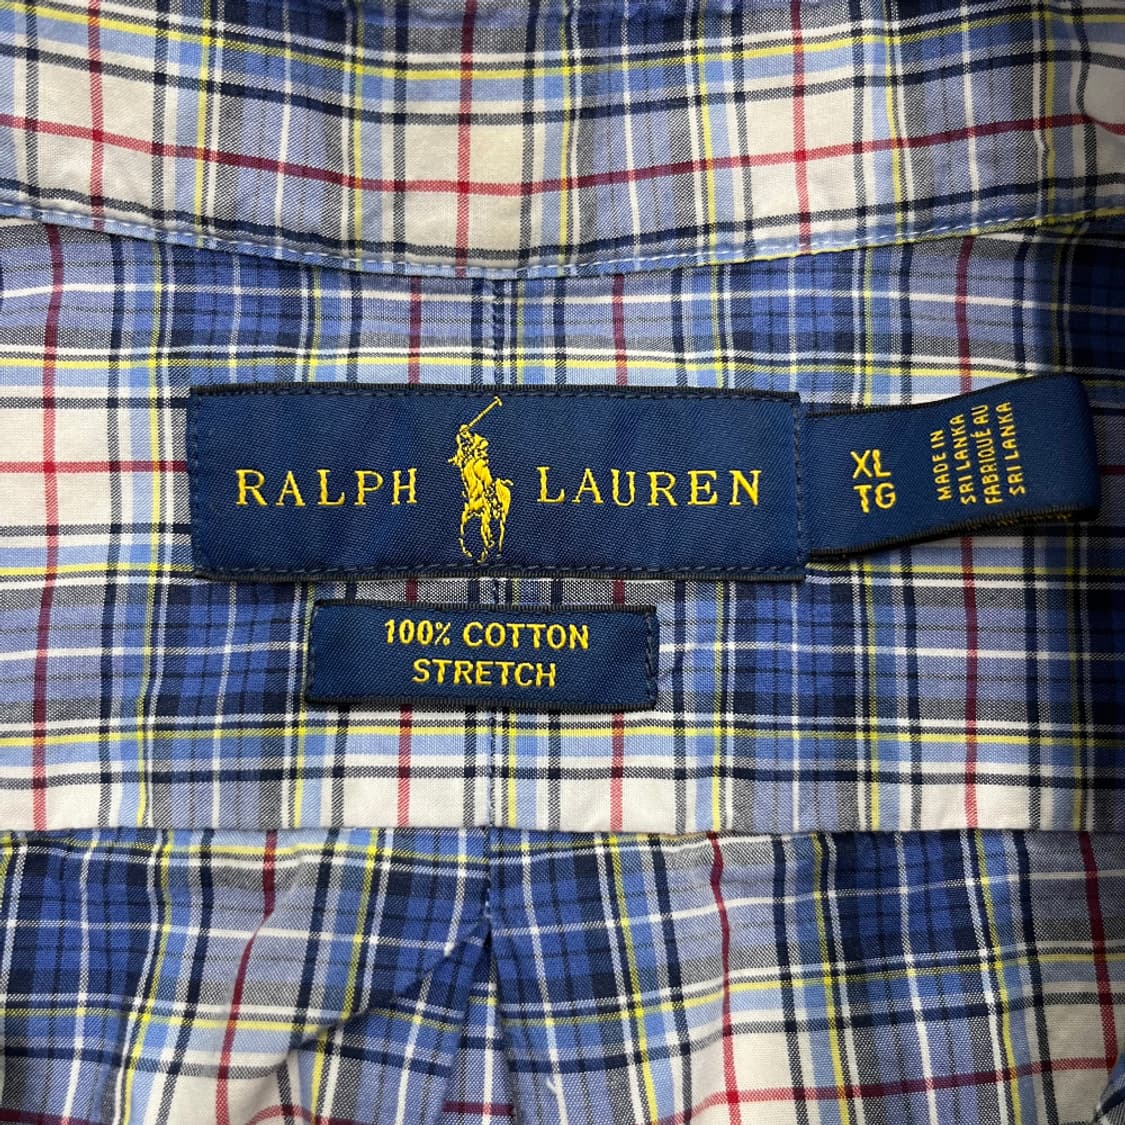 RALPH LAUREN
XL
TG
MADE IN
SRI LANKA
FABRIQUÉ AU
SRI LANKA
100% COTTON
STRETCH